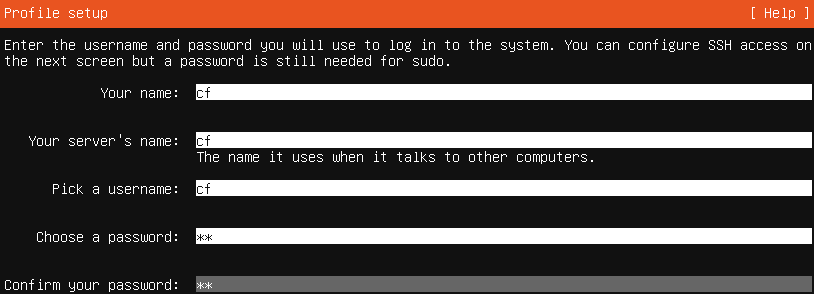 Profile setup [ Help ]
Enter the username and password you will use to log in to the system. You can configure SSH access on
the next screen but a password is still needed for sudo.
Your name: cf
Your server's name: cf
The name it uses when it talks to other computers.
Pick a username: cf
Choose a password: **
Confirm your password: **